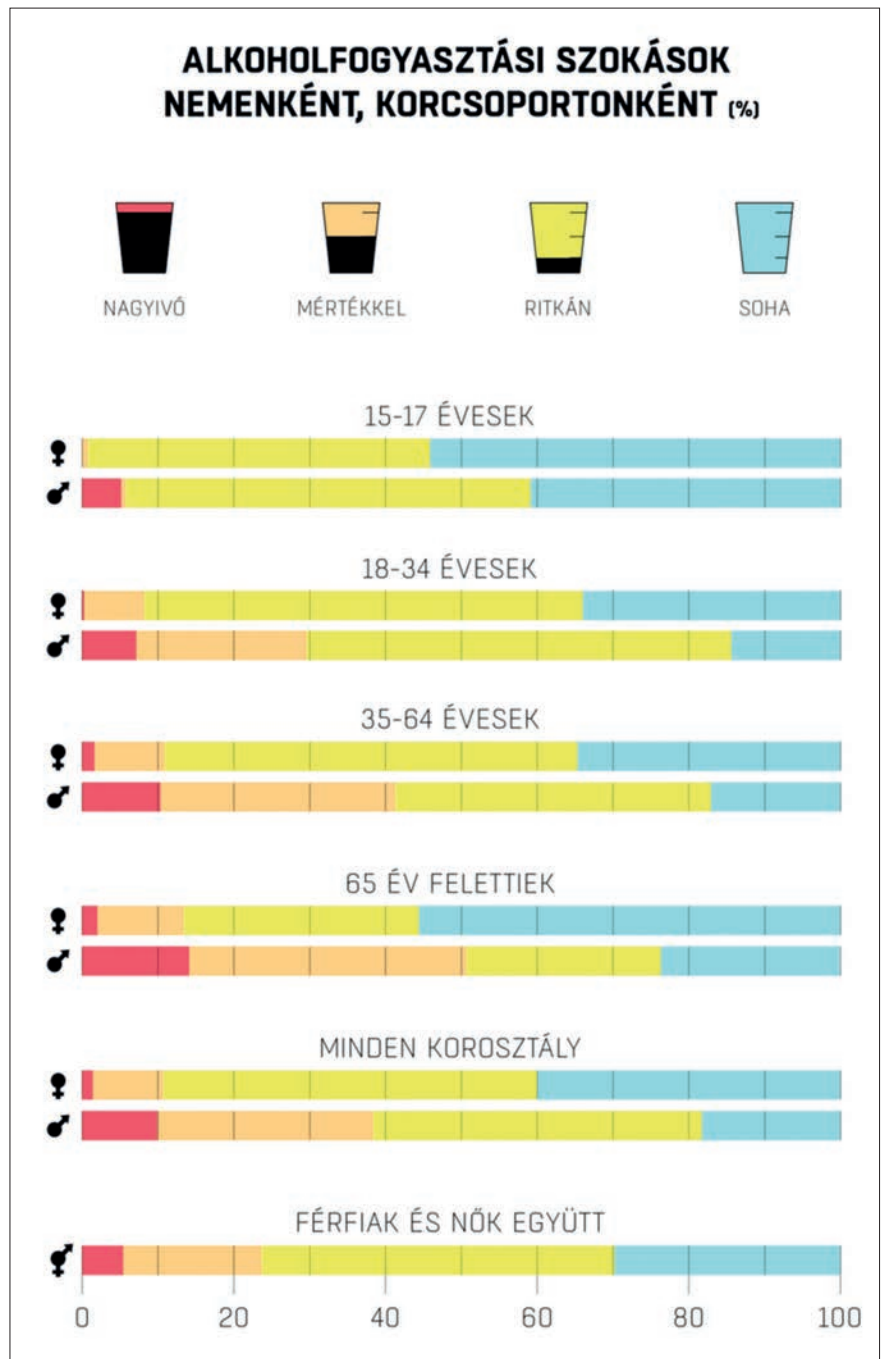 ALKOHOLFOGYASZTÁSI SZOKÁSOK
NEMENKÉNT, KORCSOPORTONKÉNT (%)
NAGYIVÓ
MÉRTÉKKEL
RITKÁN
SOHA
15-17 ÉVESEK
18-34 ÉVESEK
35-64 ÉVESEK
65 ÉV FELETTIEK
MINDEN KOROSZTÁLY
FÉRFIAK ÉS NŐK EGYÜTT
0 20 40 60 80 100